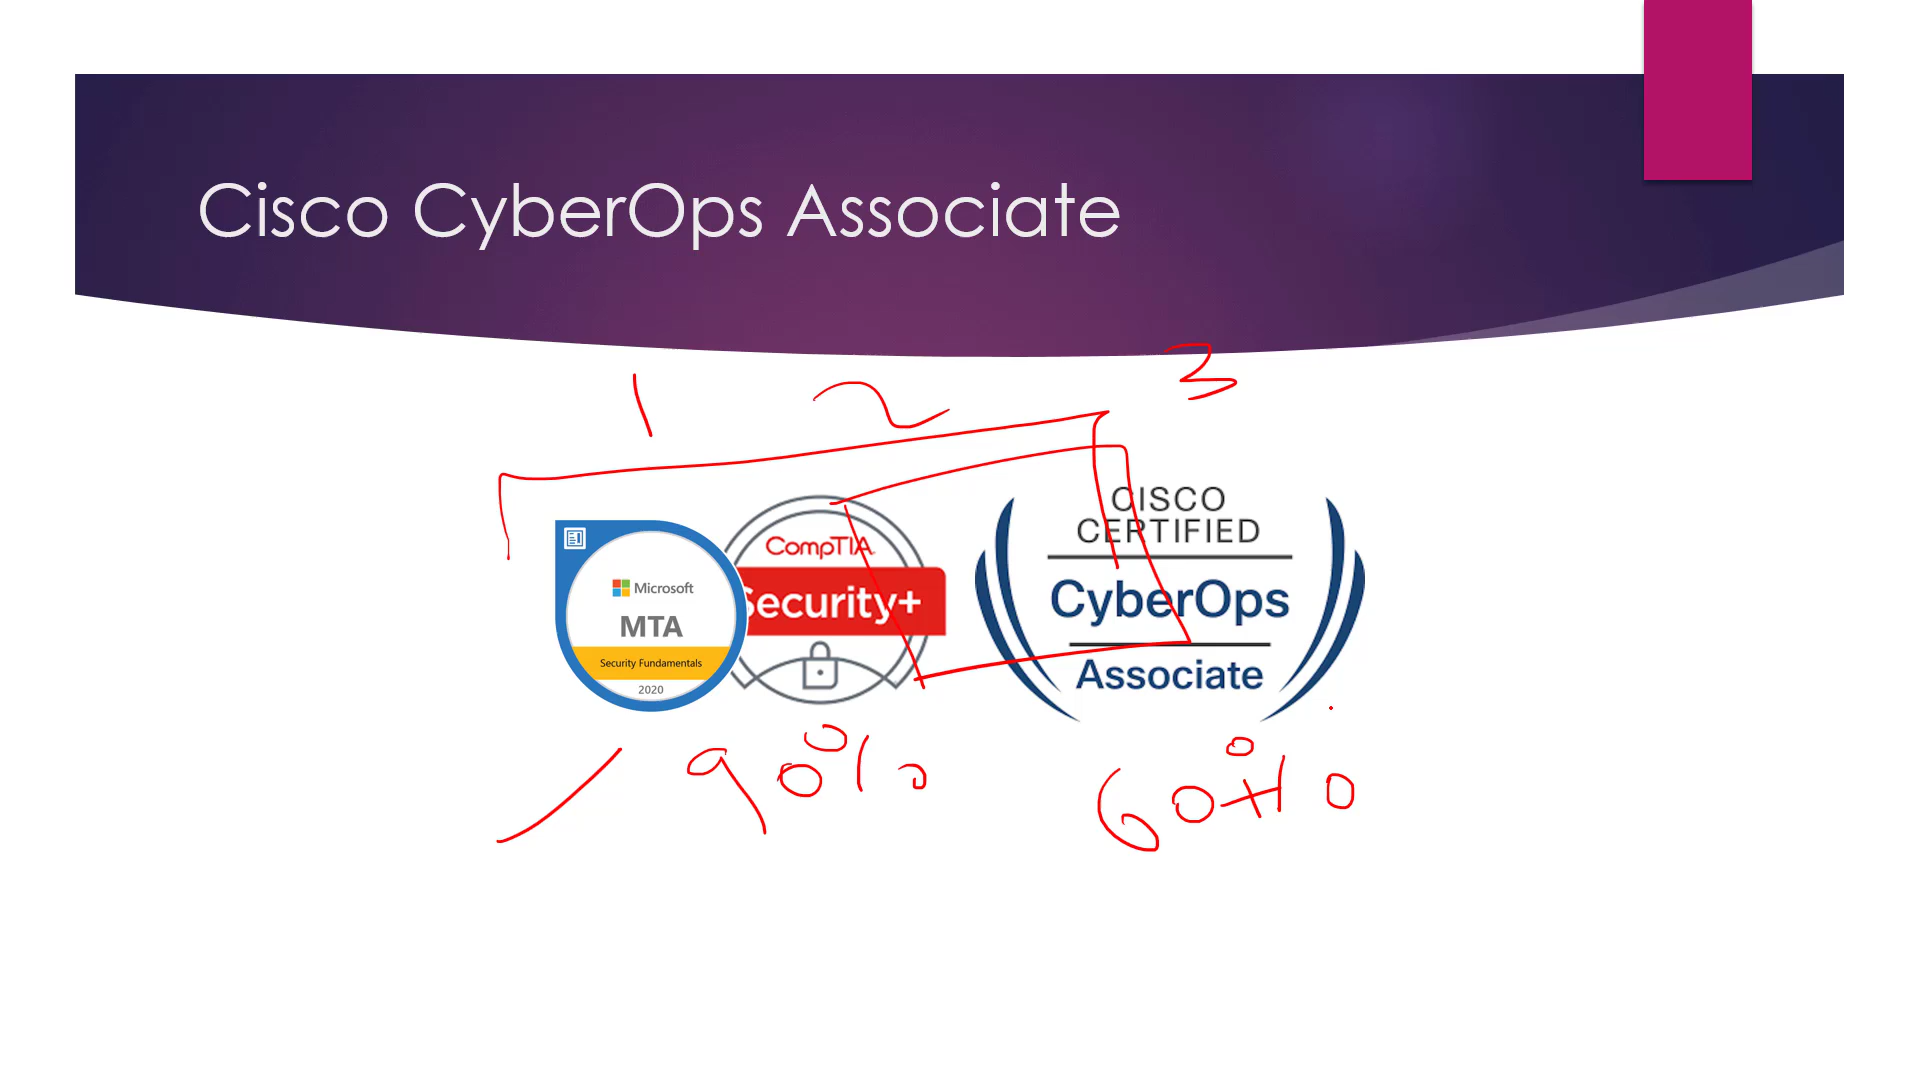 Cisco CyberOps Associate
1 2 3
CISCO
CERTIFIED
CyberOps
Associate
CompTIA.
Security+
Microsoft
MTA
Security Fundamentals
2020
90%
60%